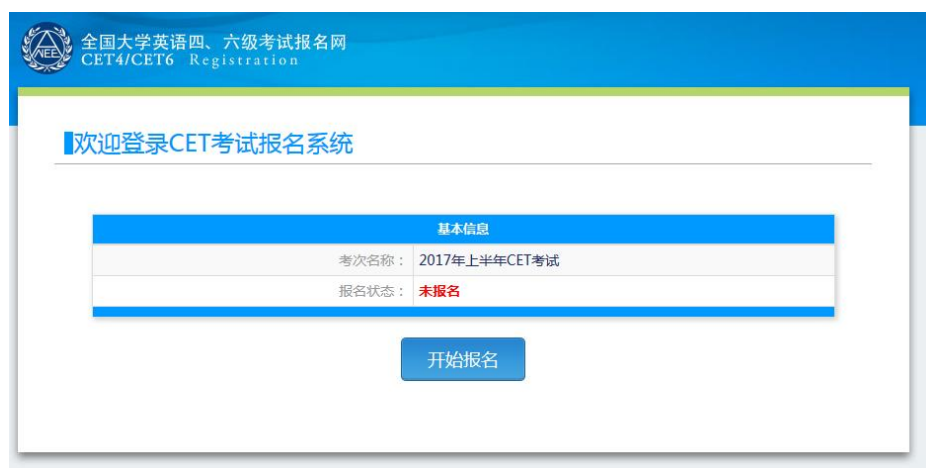 NEEA
全国大学英语四、六级考试报名网
CET4/CET6 Registration
欢迎登录CET考试报名系统
基本信息
考次名称： 2017年上半年CET考试
报名状态： 未报名
开始报名